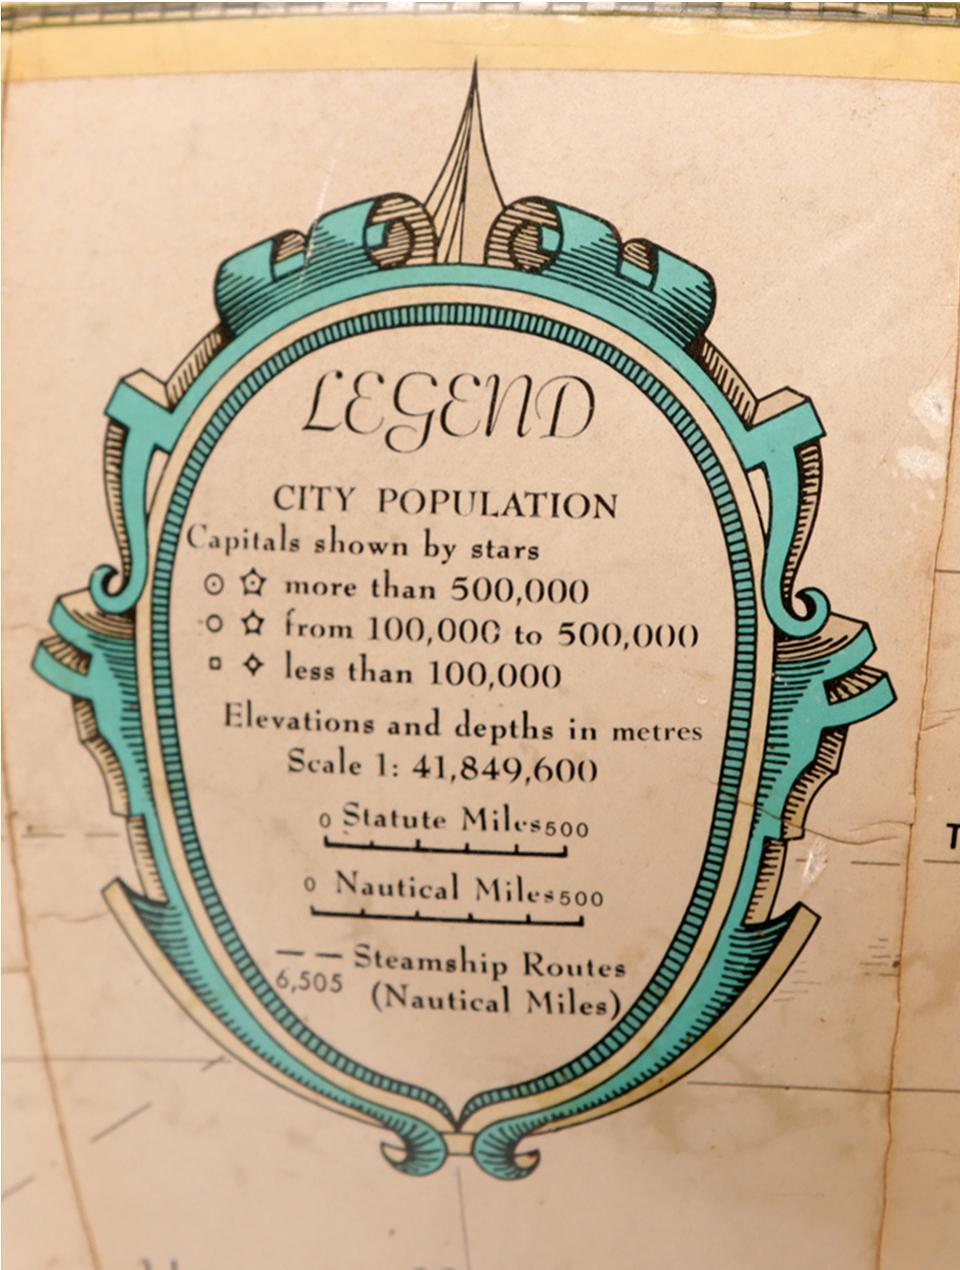 LEGEND
CITY POPULATION
Capitals shown by stars
more than 500,000
from 100,000 to 500,000
less than 100,000
Elevations and depths in metres
Scale 1: 41,849,600
0 Statute Miles 500
0 Nautical Miles 500
Steamship Routes
6,505 (Nautical Miles)
T